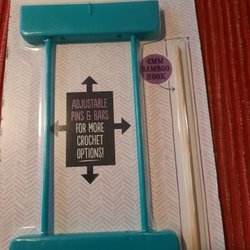 ADJUSTABLE
PINS & BARS
FOR MORE
CROCHET
OPTIONS!
6MM
BAMBOO
HOOK